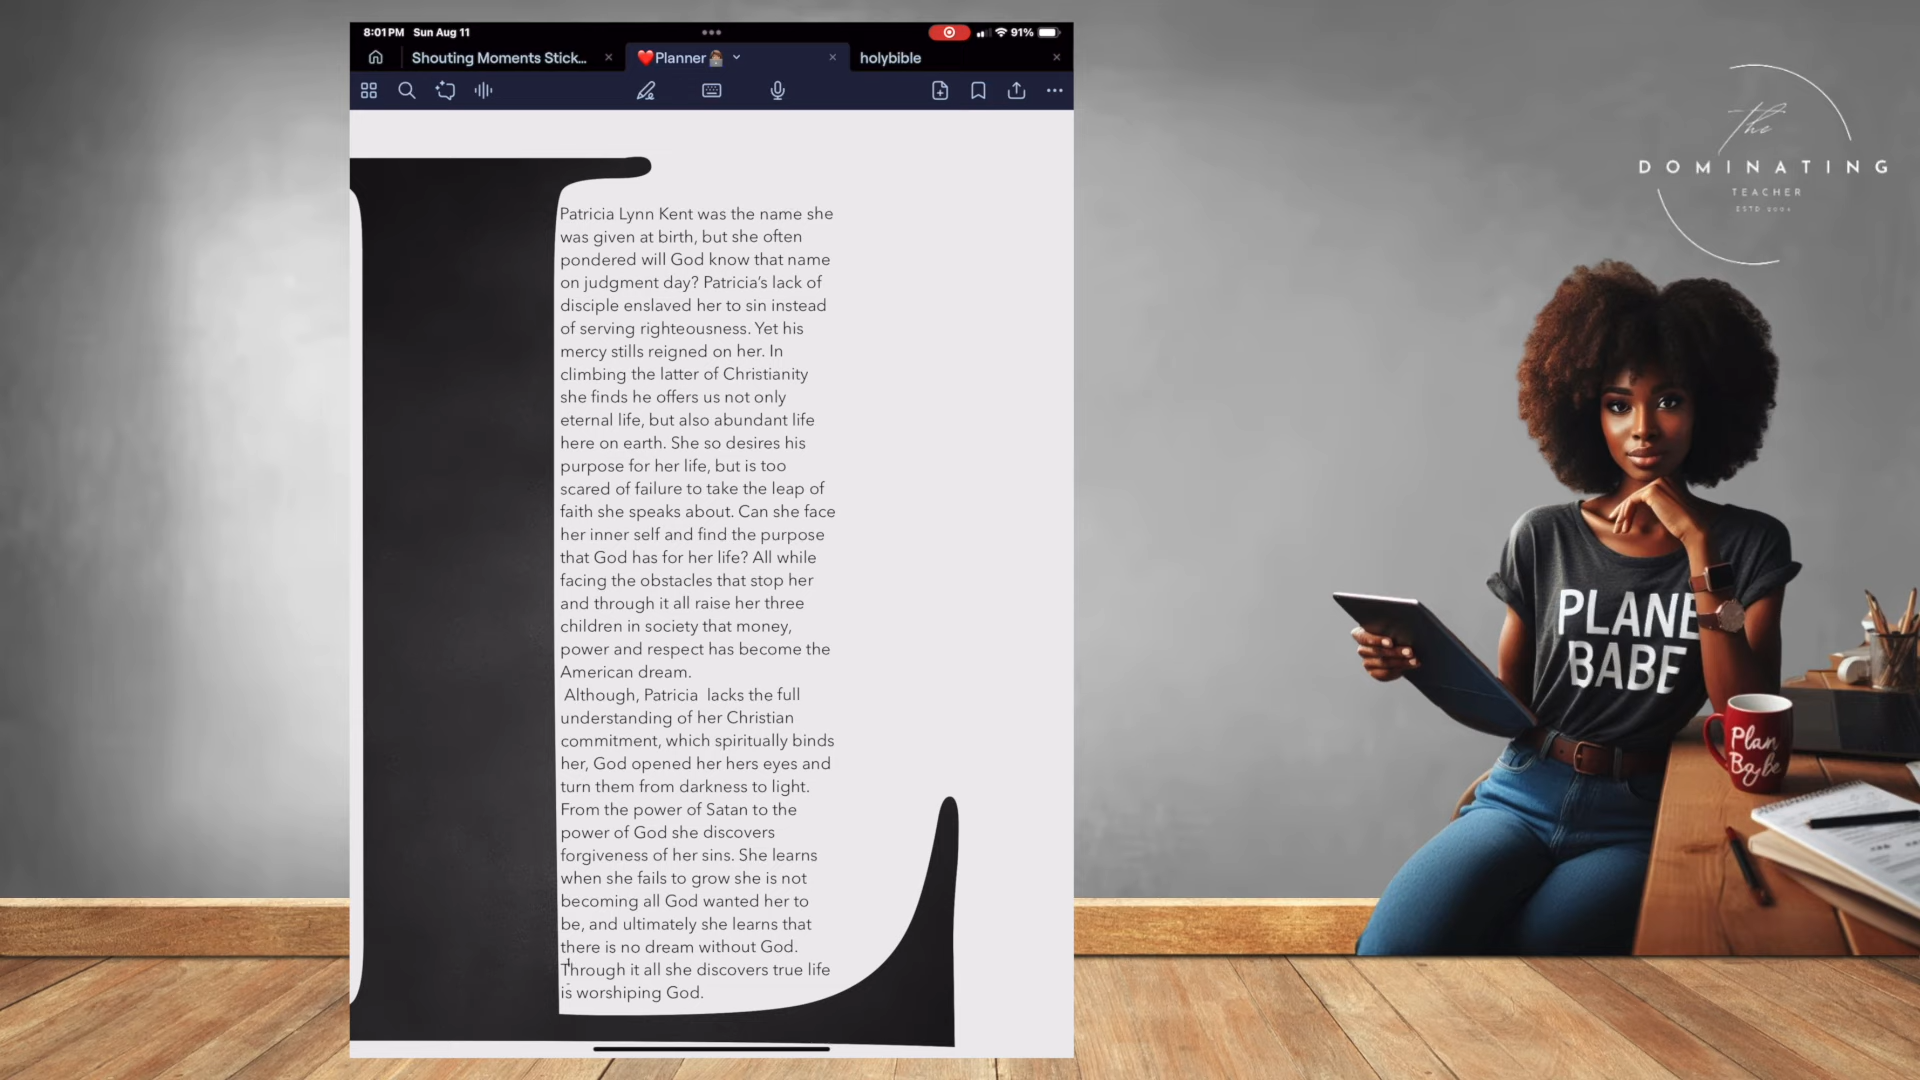 8:01 PM Sun Aug 11
91%
Shouting Moments Stick...
❤️Planner
holybible
Patricia Lynn Kent was the name she
was given at birth, but she often
pondered will God know that name
on judgment day? Patricia's lack of
disciple enslaved her to sin instead
of serving righteousness. Yet his
mercy stills reigned on her. In
climbing the latter of Christianity
she finds he offers us not only
eternal life, but also abundant life
here on earth. She so desires his
purpose for her life, but is too
scared of failure to take the leap of
faith she speaks about. Can she face
her inner self and find the purpose
that God has for her life? All while
facing the obstacles that stop her
and through it all raise her three
children in society that money,
power and respect has become the
American dream.
Although, Patricia lacks the full
understanding of her Christian
commitment, which spiritually binds
her, God opened her hers eyes and
turn them from darkness to light.
From the power of Satan to the
power of God she discovers
forgiveness of her sins. She learns
when she fails to grow she is not
becoming all God wanted her to
be, and ultimately she learns that
there is no dream without God.
Through it all she discovers true life
is worshiping God.
the
DOMINATING
TEACHER
ESTD 2004
PLANE
BABE
Plan
Babe